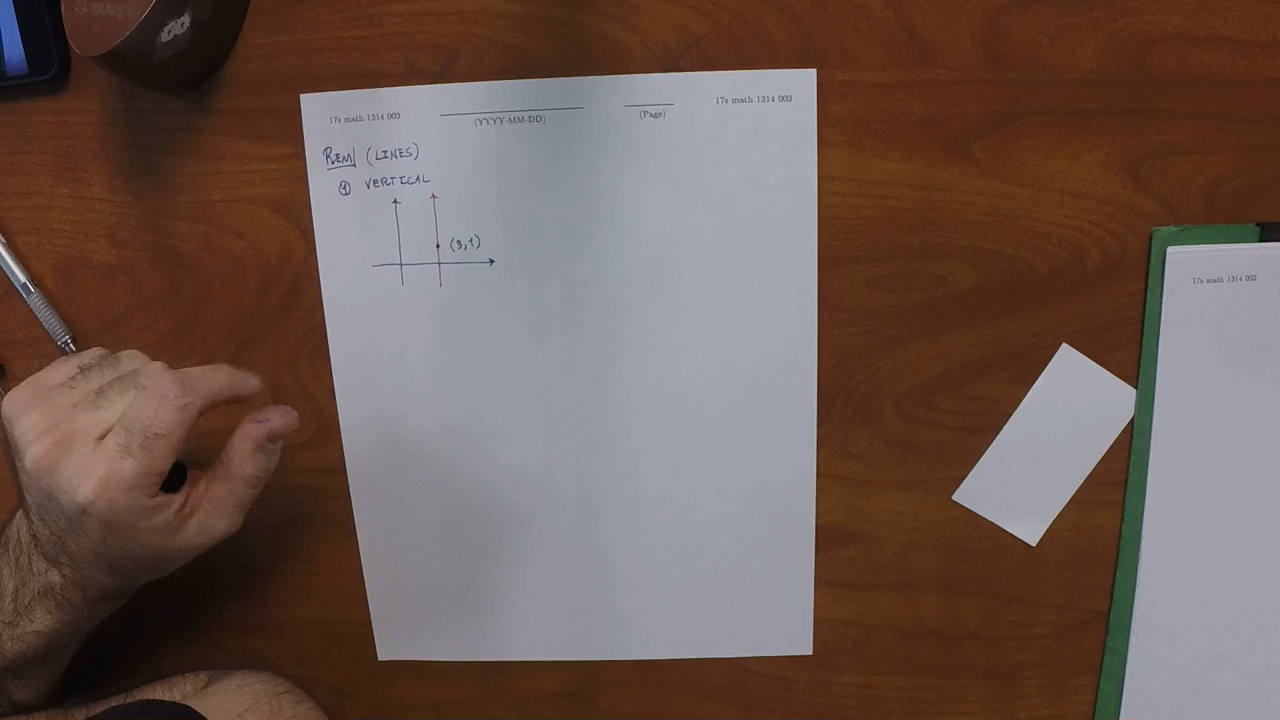 17s math 1314 003
(YYYY-MM-DD)
(Page)
17s math 1314 003
REM (LINES)
① VERTICAL
(3,1)
17s math 1314 003